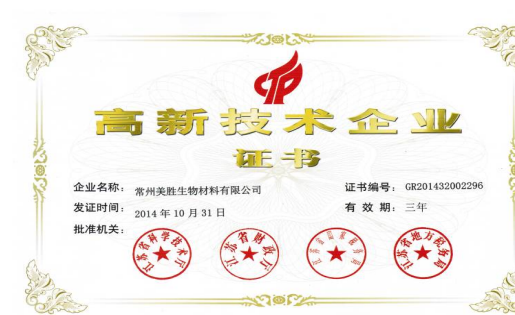 高新技术企业
证书
企业名称: 常州美胜生物材料有限公司 证书编号: GR201432002296
发证时间: 2014年10月31日 有效期: 三年
批准机关:
江苏省科学技术厅 江苏省财政厅 江苏省国家税务局 江苏省地方税务局